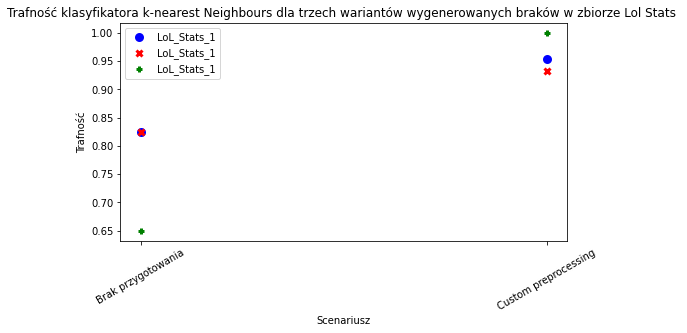 Trafność klasyfikatora k-nearest Neighbours dla trzech wariantów wygenerowanych braków w zbiorze Lol Stats
LoL_Stats_1
LoL_Stats_1
LoL_Stats_1
1.00
0.95
0.90
0.85
0.80
0.75
0.70
0.65
Trafność
Brak przygotowania
Custom preprocessing
Scenariusz